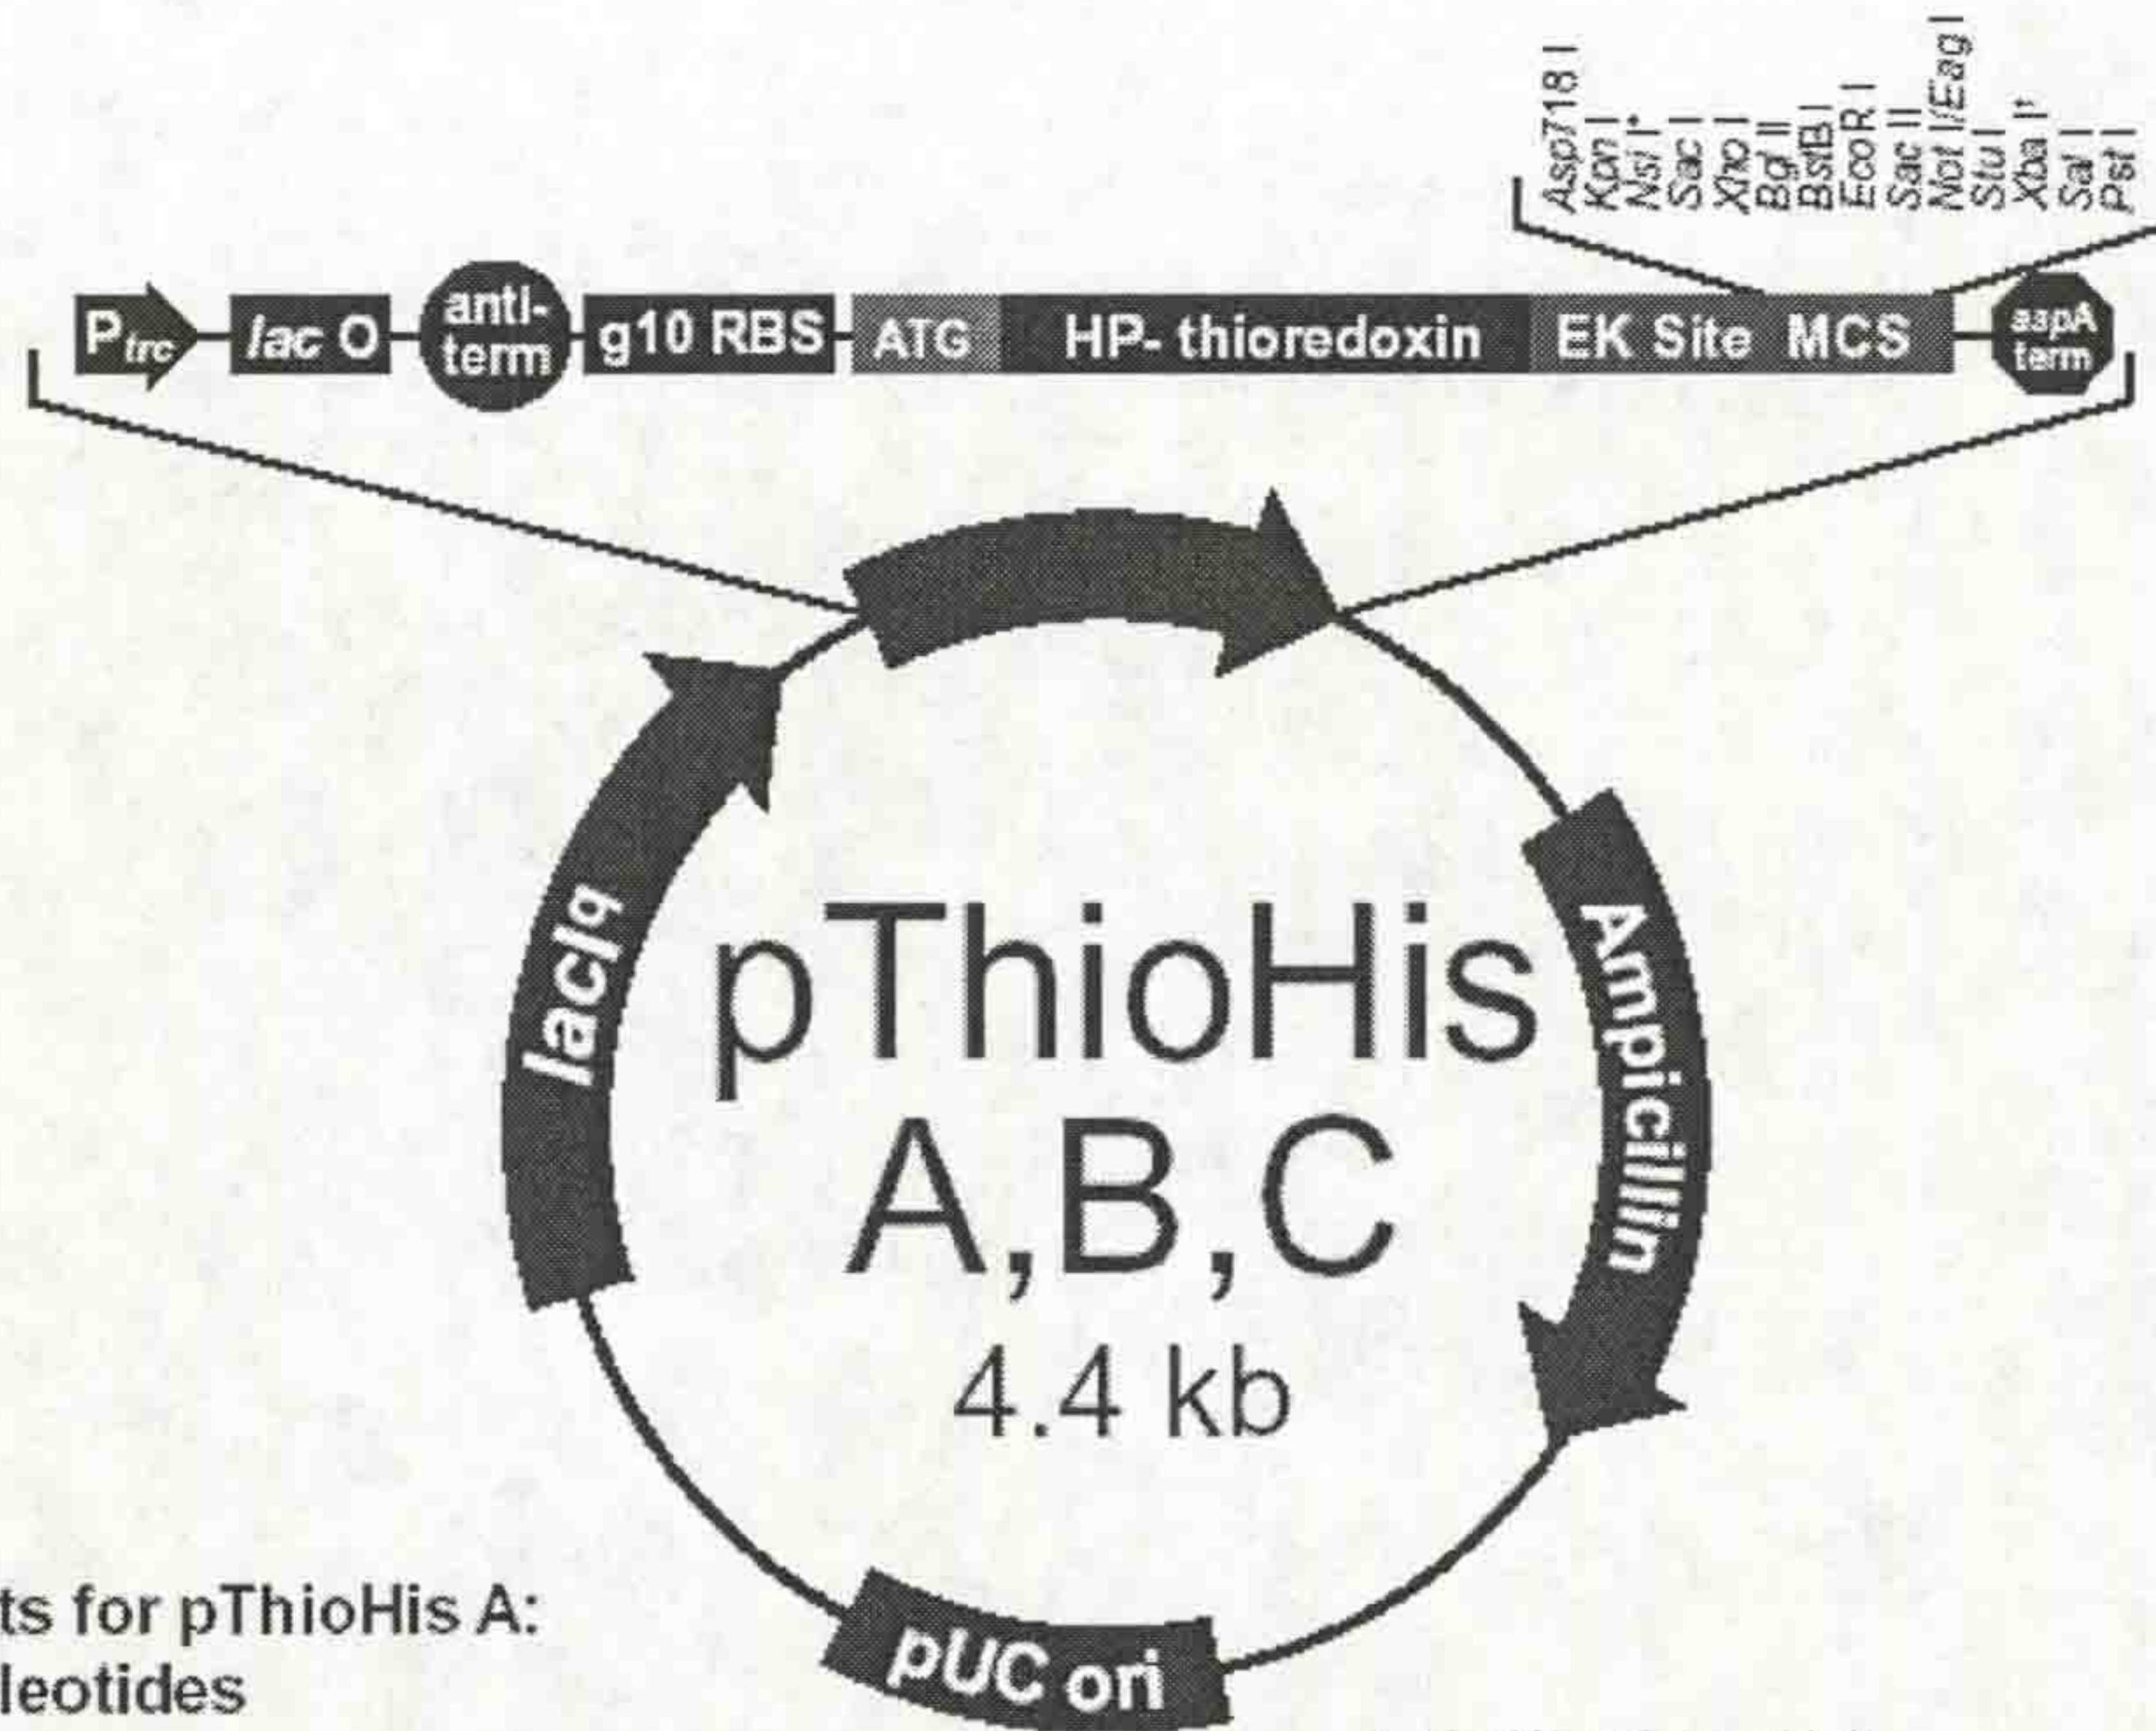 Asp718 I
Kpn I
Nsi I*
Sac I
Xho I
Bgl II
BstB I
EcoR I
Sac II
Not I/Eag I
Stu I
Xba I†
Sal I
Pst I
Ptrc lac O anti-term g10 RBS ATG HP- thioredoxin EK Site MCS aspA term
lacIq
Ampicillin
pUC ori
pThioHis
A,B,C
4.4 kb
ts for pThioHis A:
leotides